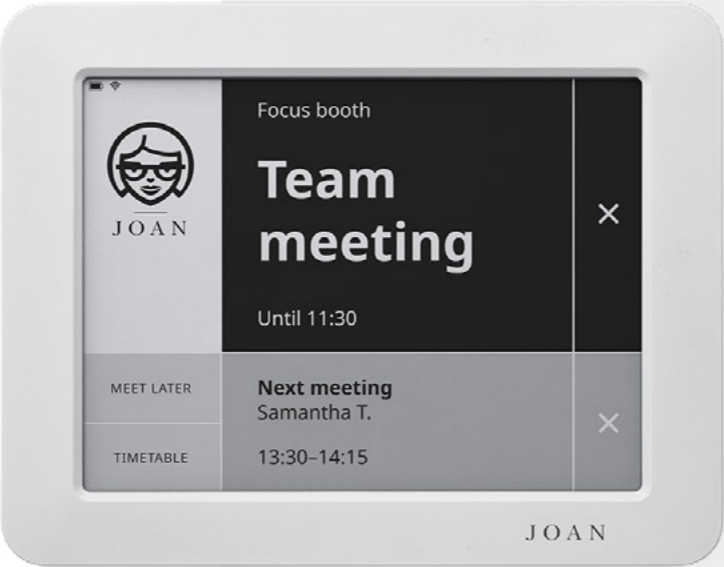 JOAN
Focus booth
Team
meeting
Until 11:30
MEET LATER
TIMETABLE
Next meeting
Samantha T.
13:30–14:15
JOAN